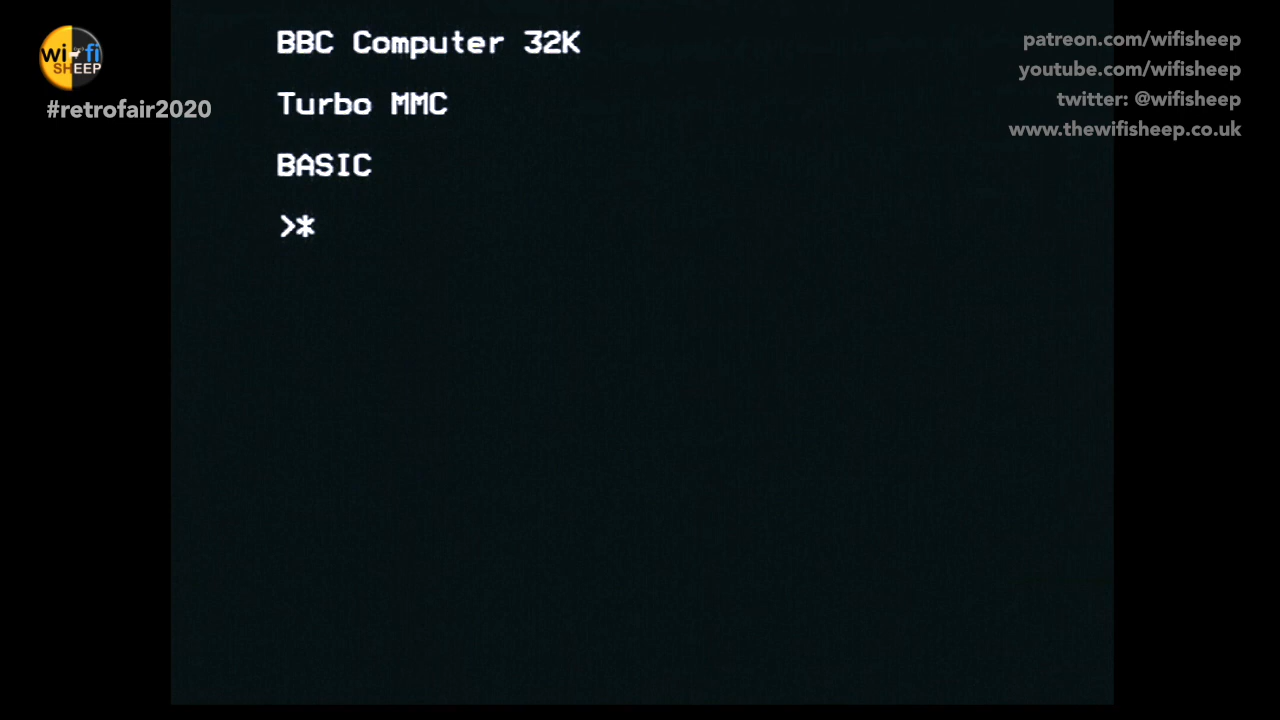 wi-fi
SHEEP
#retrofair2020
BBC Computer 32K
Turbo MMC
BASIC
>*
patreon.com/wifisheep
youtube.com/wifisheep
twitter: @wifisheep
www.thewifisheep.co.uk